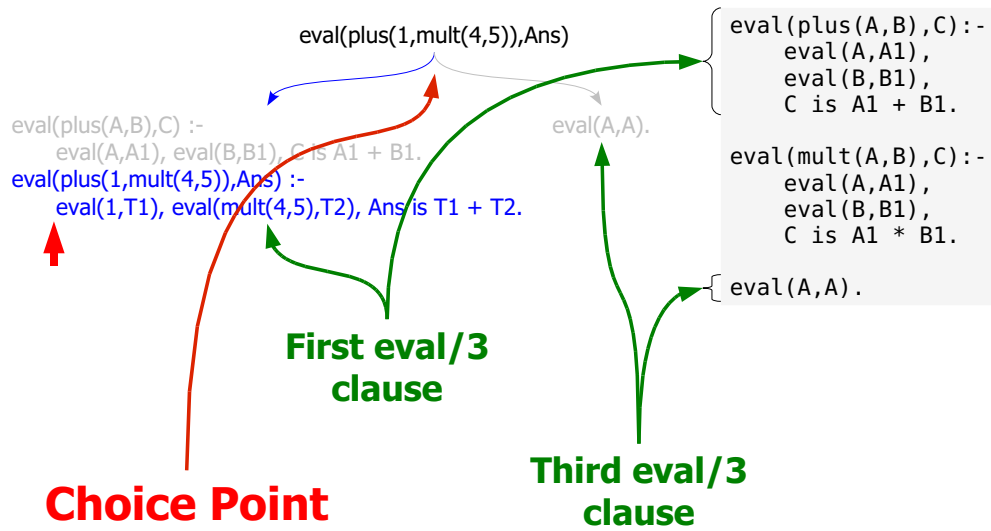 eval(plus(1,mult(4,5)),Ans)
eval(plus(A,B),C) :-
eval(A,A1), eval(B,B1), C is A1 + B1.
eval(plus(1,mult(4,5)),Ans) :-
eval(1,T1), eval(mult(4,5),T2), Ans is T1 + T2.
eval(A,A).
eval(plus(A,B),C):-
eval(A,A1),
eval(B,B1),
C is A1 + B1.
eval(mult(A,B),C):-
eval(A,A1),
eval(B,B1),
C is A1 * B1.
eval(A,A).
First eval/3
clause
Third eval/3
clause
Choice Point